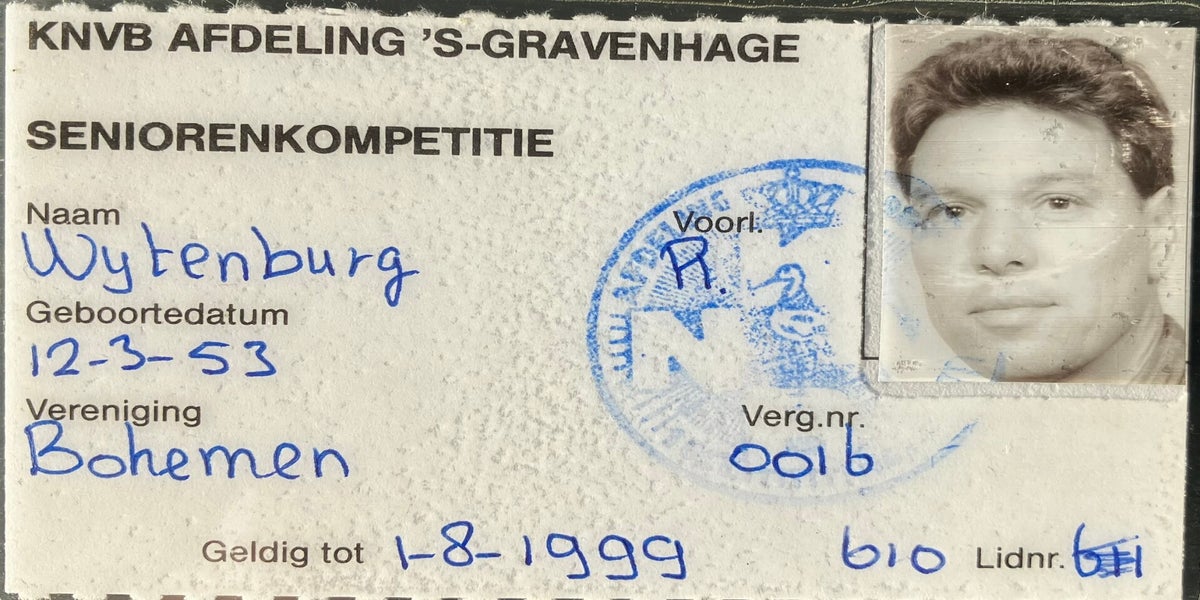 KNVB AFDELING 'S-GRAVENHAGE
SENIORENKOMPETITIE
Naam Voorl.
Wytenburg R.
Geboortedatum
12-3-53
Vereniging Verg.nr.
Bohemen 0016
Geldig tot 1-8-1999 610 Lidnr.
AFDELING